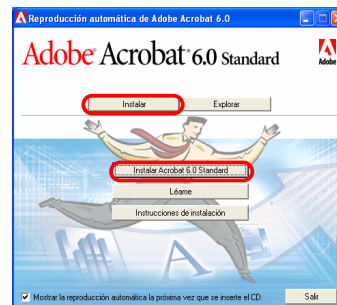 Reproducción automática de Adobe Acrobat 6.0
Adobe® Acrobat® 6.0 Standard
Adobe
Instalar
Explorar
Instalar Acrobat 6.0 Standard
Léame
Instrucciones de instalación
Mostrar la reproducción automática la próxima vez que se inserte el CD.
Salir